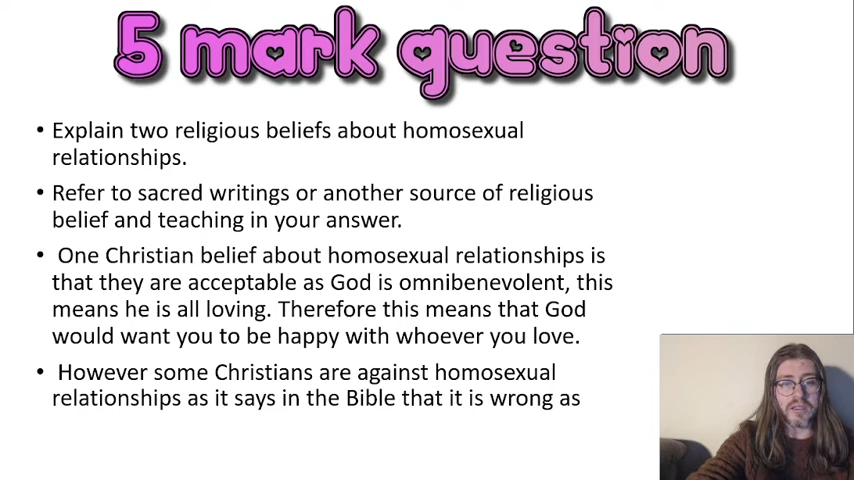 5 mark question
• Explain two religious beliefs about homosexual
relationships.
• Refer to sacred writings or another source of religious
belief and teaching in your answer.
• One Christian belief about homosexual relationships is
that they are acceptable as God is omnibenevolent, this
means he is all loving. Therefore this means that God
would want you to be happy with whoever you love.
• However some Christians are against homosexual
relationships as it says in the Bible that it is wrong as